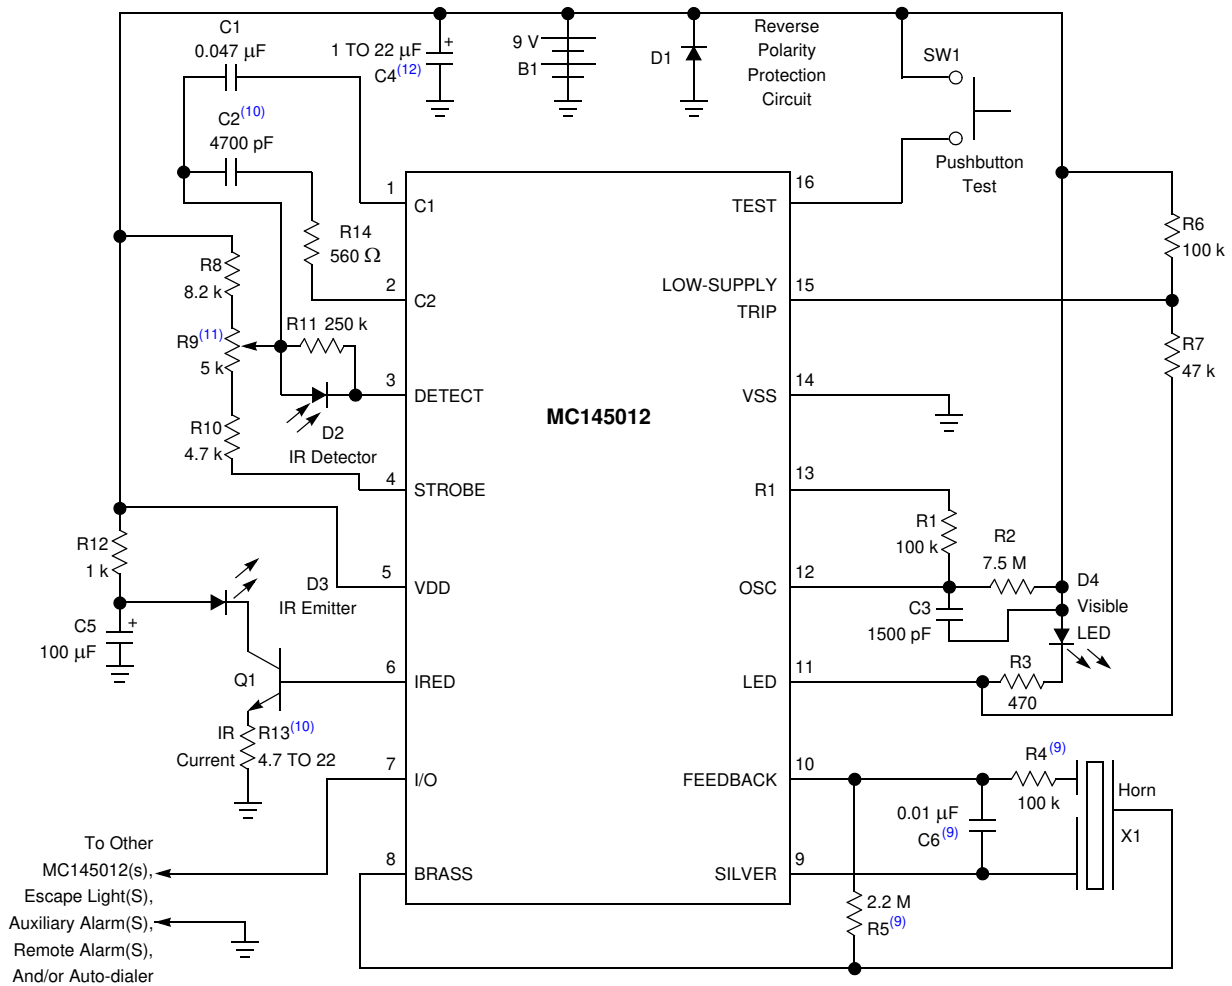 C1
0.047 µF
C2(10)
4700 pF
1 TO 22 µF
C4(12)
+
9 V
B1
D1
Reverse
Polarity
Protection
Circuit
SW1
Pushbutton
Test
R14
560 Ω
R8
8.2 k
R9(11)
5 k
R10
4.7 k
R11 250 k
D2
IR Detector
R12
1 k
C5
100 µF
+
D3
IR Emitter
Q1
IR
Current
R13(10)
4.7 TO 22
To Other
MC145012(s),
Escape Light(S),
Auxiliary Alarm(S),
Remote Alarm(S),
And/or Auto-dialer
MC145012
1
C1
2
C2
3
DETECT
4
STROBE
5
VDD
6
IRED
7
I/O
8
BRASS
16
TEST
15
LOW-SUPPLY
TRIP
14
VSS
13
R1
12
OSC
11
LED
10
FEEDBACK
9
SILVER
R6
100 k
R7
47 k
R1
100 k
R2
7.5 M
C3
1500 pF
D4
Visible
LED
R3
470
R4(9)
100 k
0.01 µF
C6(9)
2.2 M
R5(9)
Horn
X1